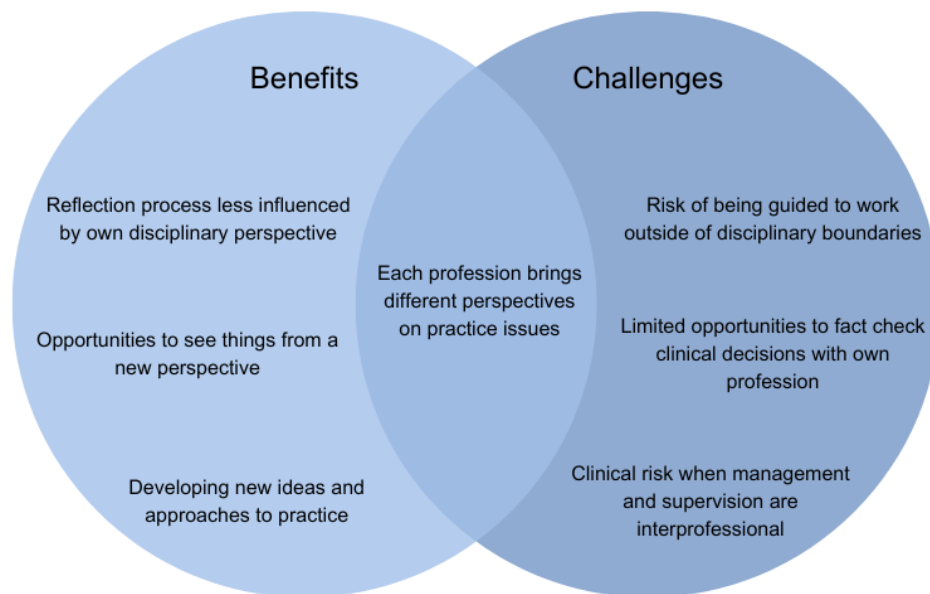 Benefits
Challenges
Reflection process less influenced
by own disciplinary perspective
Opportunities to see things from a
new perspective
Developing new ideas and
approaches to practice
Each profession brings
different perspectives
on practice issues
Risk of being guided to work
outside of disciplinary boundaries
Limited opportunities to fact check
clinical decisions with own
profession
Clinical risk when management
and supervision are
interprofessional